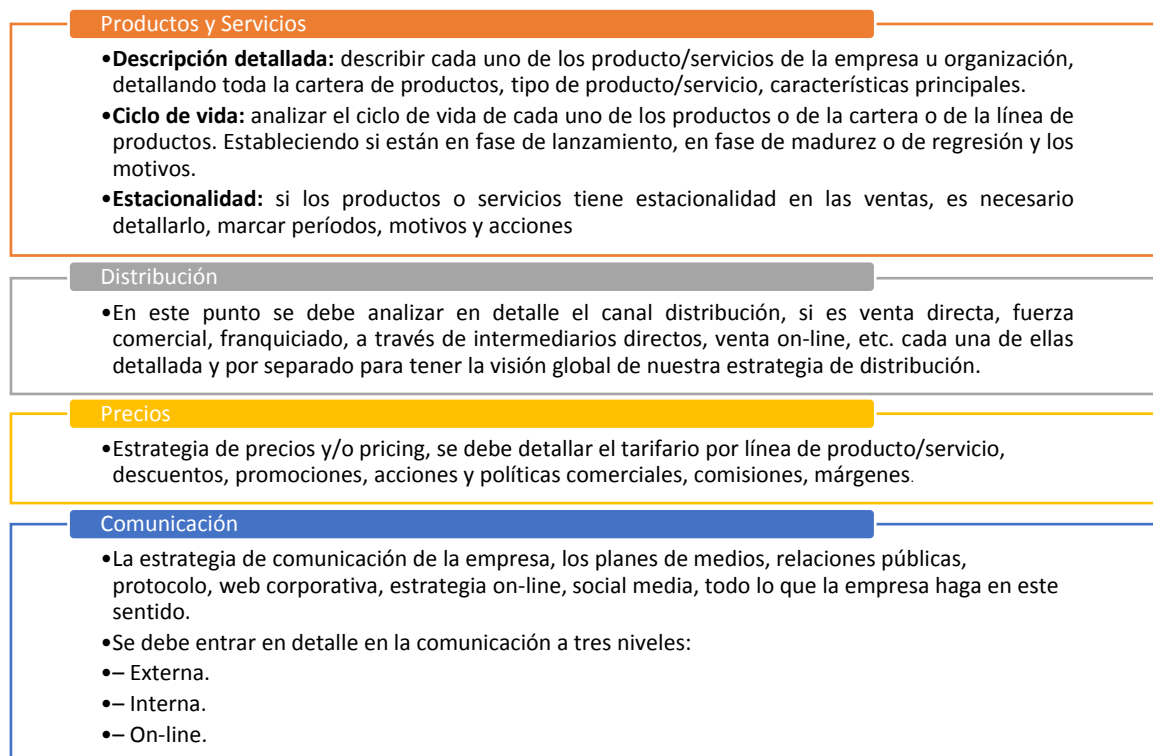 Productos y Servicios
•Descripción detallada: describir cada uno de los producto/servicios de la empresa u organización,
detallando toda la cartera de productos, tipo de producto/servicio, características principales.
•Ciclo de vida: analizar el ciclo de vida de cada uno de los productos o de la cartera o de la línea de
productos. Estableciendo si están en fase de lanzamiento, en fase de madurez o de regresión y los
motivos.
•Estacionalidad: si los productos o servicios tiene estacionalidad en las ventas, es necesario
detallarlo, marcar períodos, motivos y acciones
Distribución
•En este punto se debe analizar en detalle el canal distribución, si es venta directa, fuerza
comercial, franquiciado, a través de intermediarios directos, venta on-line, etc. cada una de ellas
detallada y por separado para tener la visión global de nuestra estrategia de distribución.
Precios
•Estrategia de precios y/o pricing, se debe detallar el tarifario por línea de producto/servicio,
descuentos, promociones, acciones y políticas comerciales, comisiones, márgenes.
Comunicación
•La estrategia de comunicación de la empresa, los planes de medios, relaciones públicas,
protocolo, web corporativa, estrategia on-line, social media, todo lo que la empresa haga en este
sentido.
•Se debe entrar en detalle en la comunicación a tres niveles:
•– Externa.
•– Interna.
•– On-line.